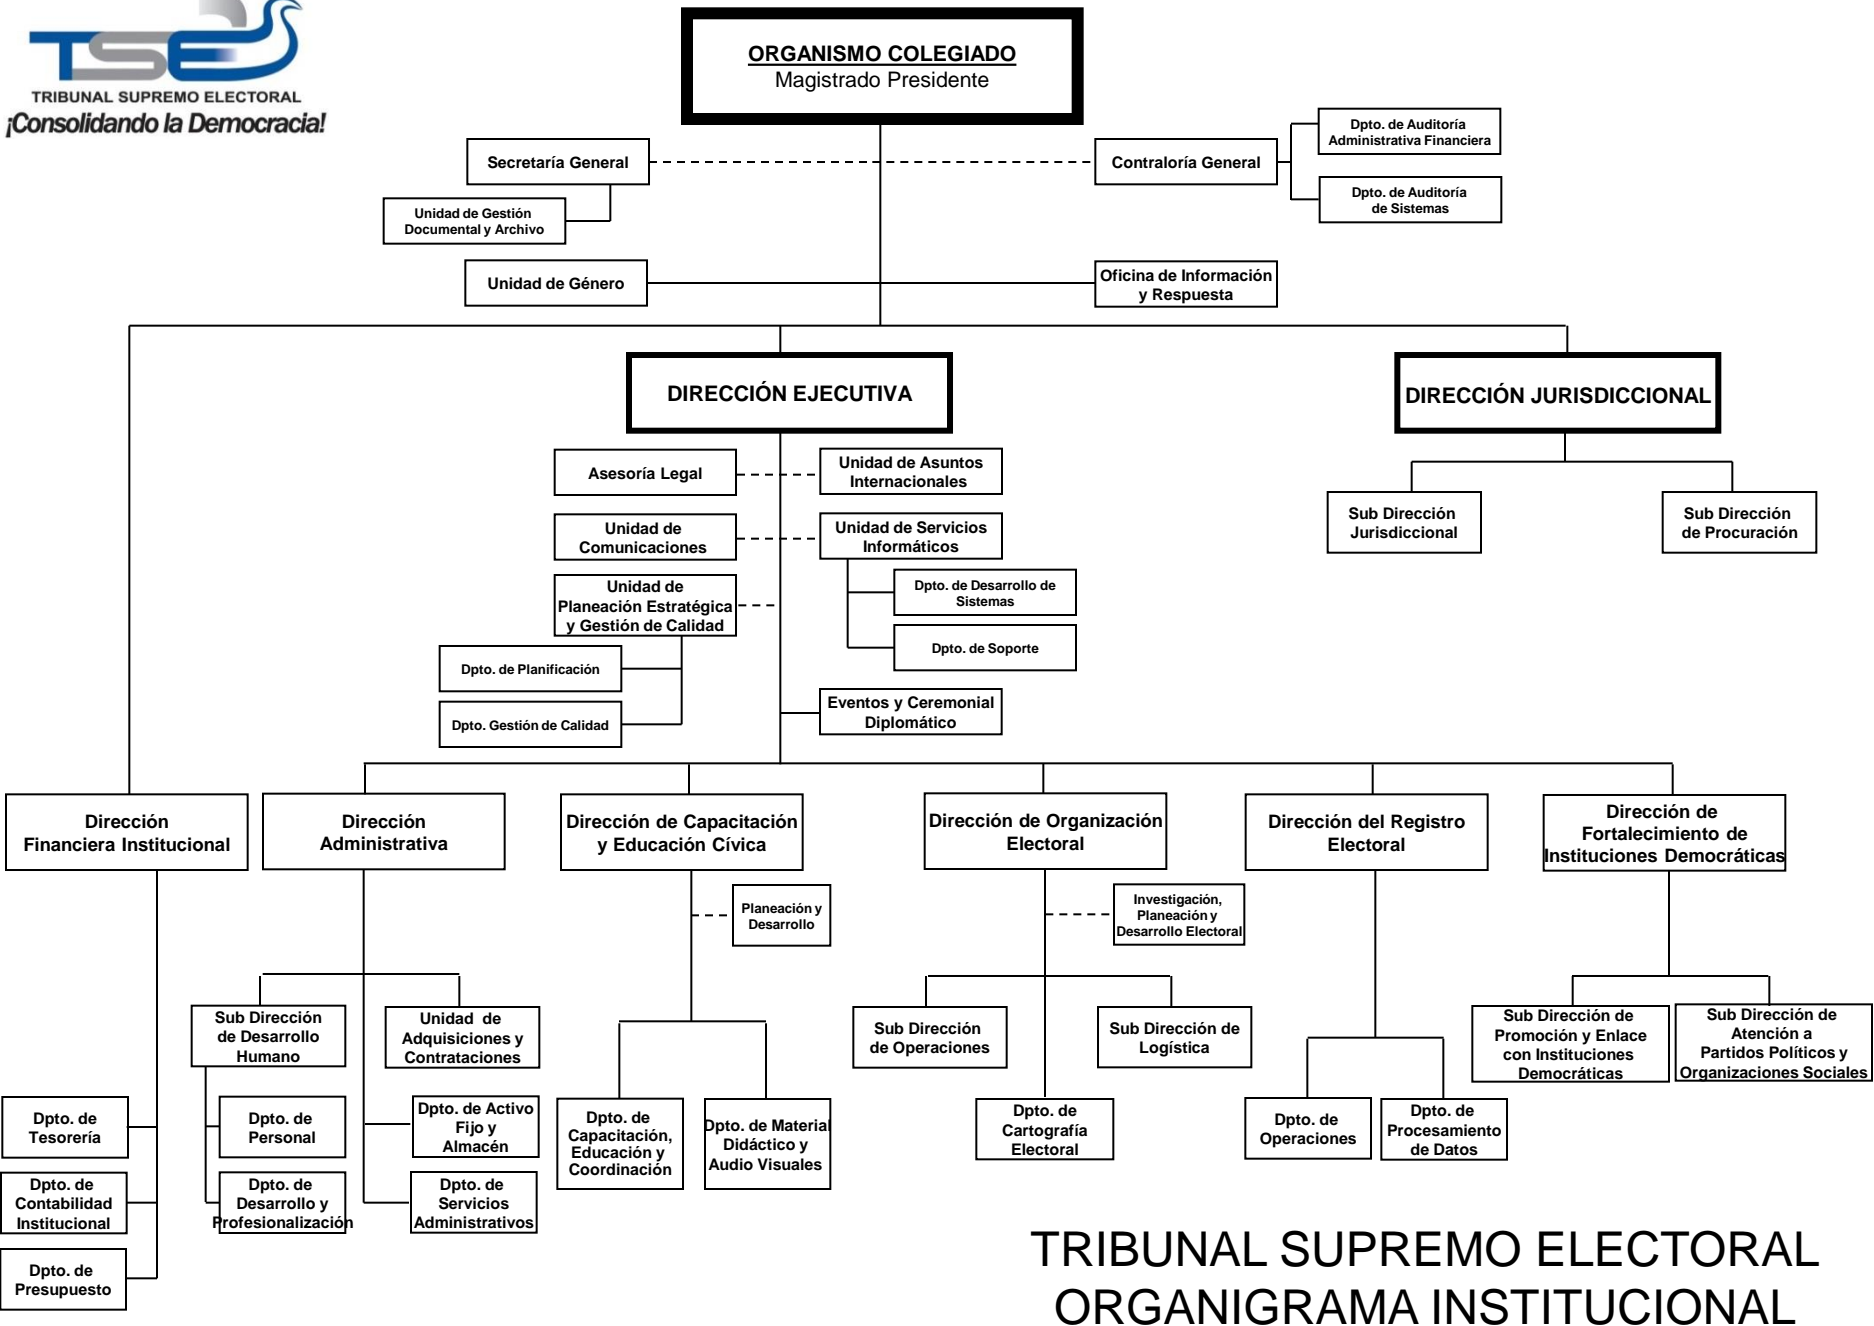 TSE
TRIBUNAL SUPREMO ELECTORAL
¡Consolidando la Democracia!
ORGANISMO COLEGIADO
Magistrado Presidente
Secretaría General
Contraloría General
Dpto. de Auditoría
Administrativa Financiera
Dpto. de Auditoría
de Sistemas
Unidad de Gestión
Documental y Archivo
Unidad de Género
Oficina de Información
y Respuesta
DIRECCIÓN EJECUTIVA
DIRECCIÓN JURISDICCIONAL
Asesoría Legal
Unidad de Asuntos
Internacionales
Unidad de
Comunicaciones
Unidad de Servicios
Informáticos
Sub Dirección
Jurisdiccional
Sub Dirección
de Procuración
Unidad de
Planeación Estratégica
y Gestión de Calidad
Dpto. de Desarrollo de
Sistemas
Dpto. de Soporte
Dpto. de Planificación
Dpto. Gestión de Calidad
Eventos y Ceremonial
Diplomático
Dirección
Financiera Institucional
Dirección
Administrativa
Dirección de Capacitación
y Educación Cívica
Dirección de Organización
Electoral
Dirección del Registro
Electoral
Dirección de
Fortalecimiento de
Instituciones Democráticas
Planeación y
Desarrollo
Investigación,
Planeación y
Desarrollo Electoral
Sub Dirección
de Desarrollo
Humano
Unidad de
Adquisiciones y
Contrataciones
Sub Dirección
de Operaciones
Sub Dirección de
Logística
Sub Dirección de
Promoción y Enlace
con Instituciones
Democráticas
Sub Dirección de
Atención a
Partidos Políticos y
Organizaciones Sociales
Dpto. de
Tesorería
Dpto. de
Personal
Dpto. de Activo
Fijo y
Almacén
Dpto. de
Capacitación,
Educación y
Coordinación
Dpto. de Material
Didáctico y
Audio Visuales
Dpto. de
Cartografía
Electoral
Dpto. de
Operaciones
Dpto. de
Procesamiento
de Datos
Dpto. de
Contabilidad
Institucional
Dpto. de
Desarrollo y
Profesionalización
Dpto. de
Servicios
Administrativos
Dpto. de
Presupuesto
TRIBUNAL SUPREMO ELECTORAL
ORGANIGRAMA INSTITUCIONAL